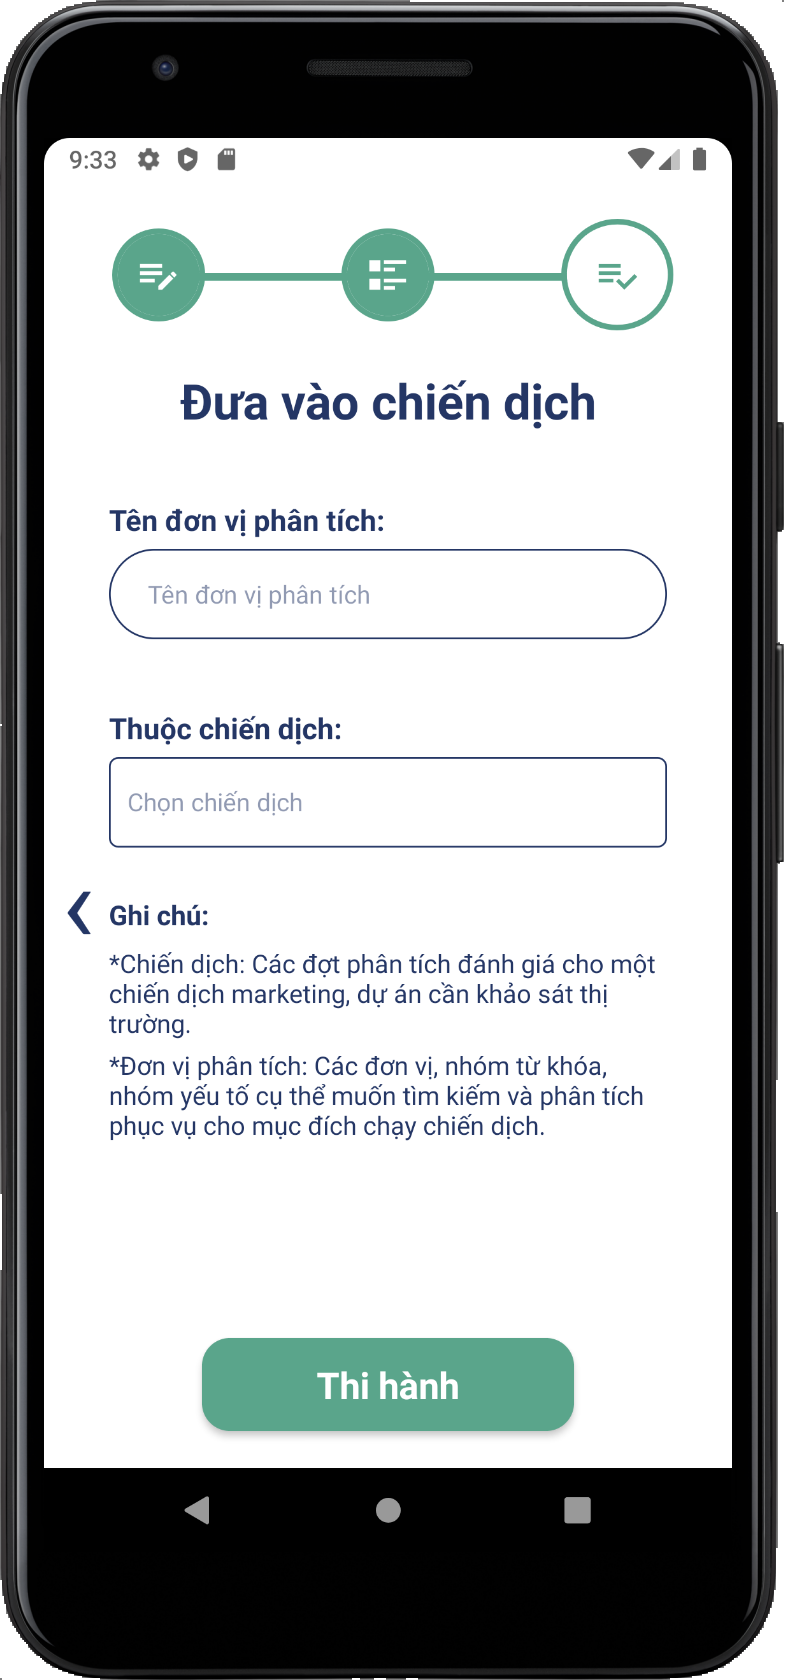 9:33
Đưa vào chiến dịch
Tên đơn vị phân tích:
Tên đơn vị phân tích
Thuộc chiến dịch:
Chọn chiến dịch
Ghi chú:
*Chiến dịch: Các đợt phân tích đánh giá cho một
chiến dịch marketing, dự án cần khảo sát thị
trường.
*Đơn vị phân tích: Các đơn vị, nhóm từ khóa,
nhóm yếu tố cụ thể muốn tìm kiếm và phân tích
phục vụ cho mục đích chạy chiến dịch.
Thi hành